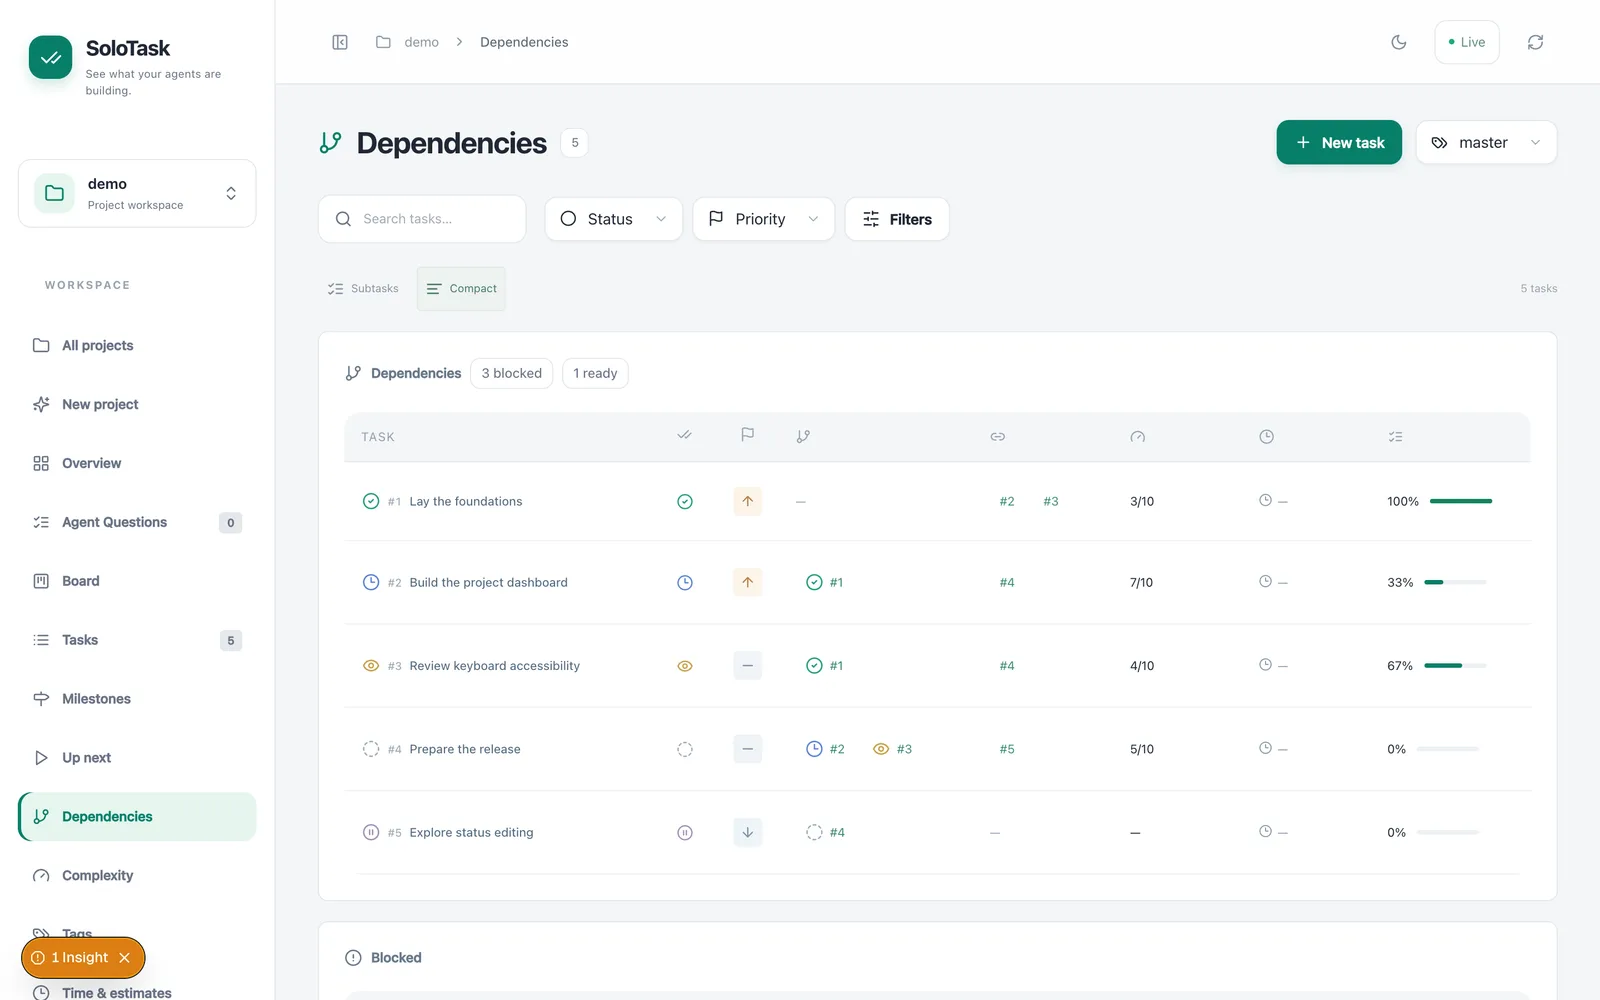 SoloTask
See what your agents are
building.
demo
Project workspace
WORKSPACE
All projects
New project
Overview
Agent Questions 0
Board
Tasks 5
Milestones
Up next
Dependencies
Complexity
Tags
1 Insight
Time & estimates
demo > Dependencies
Live
Dependencies 5
New task
master
Search tasks...
Status
Priority
Filters
Subtasks
Compact
5 tasks
Dependencies 3 blocked 1 ready
TASK
#1 Lay the foundations — #2 #3 3/10 — 100%
#2 Build the project dashboard #1 #4 7/10 — 33%
#3 Review keyboard accessibility #1 #4 4/10 — 67%
#4 Prepare the release #2 #3 #5 5/10 — 0%
#5 Explore status editing #4 — — — 0%
Blocked